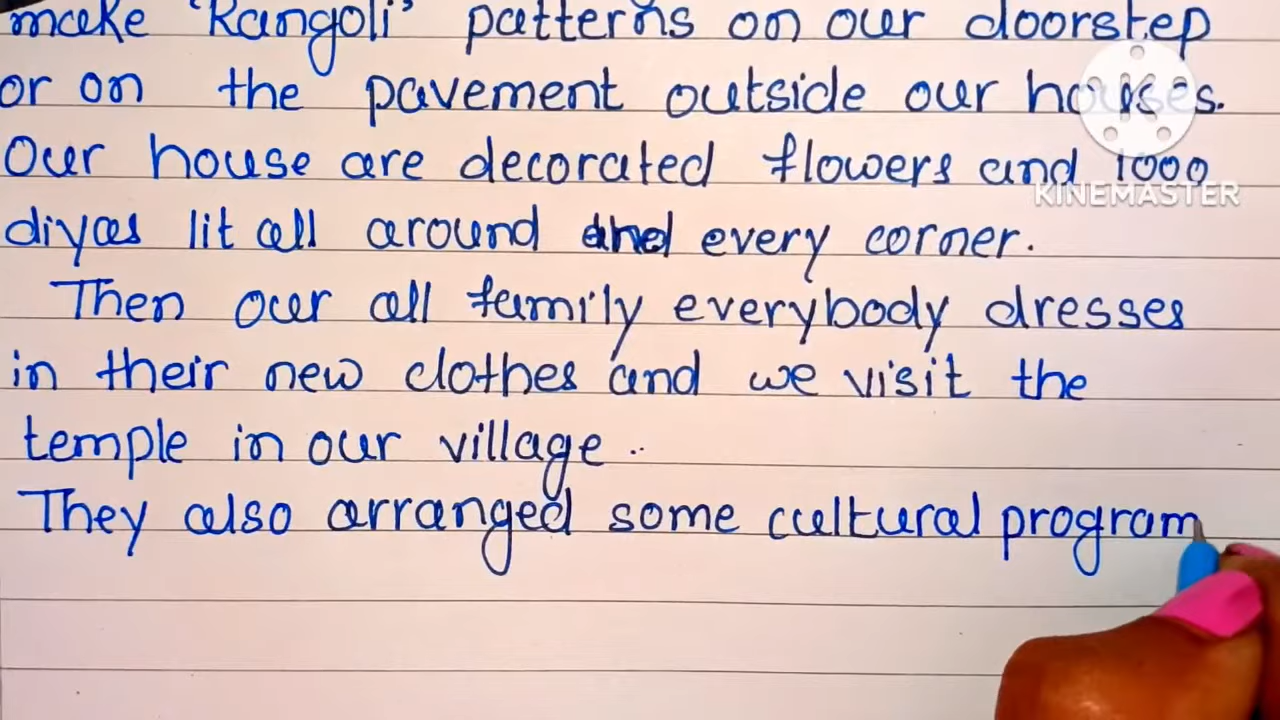 make 'Rangoli' patterns on our doorstep
or on the pavement outside our houses.
Our house are decorated flowers and 1000
diyas lit all around and every corner.
Then our all family everybody dresses
in their new clothes and we visit the
temple in our village ..
They also arranged some cultural program
K
KINEMASTER